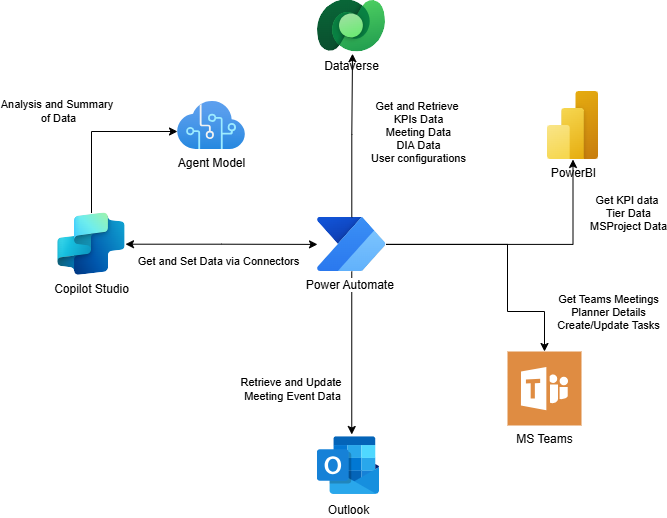 Dataverse
Analysis and Summary
of Data
Agent Model
Get and Retrieve
KPIs Data
Meeting Data
DIA Data
User configurations
PowerBI
Get KPI data
Tier Data
MSProject Data
Copilot Studio
Get and Set Data via Connectors
Power Automate
Get Teams Meetings
Planner Details
Create/Update Tasks
T
MS Teams
Retrieve and Update
Meeting Event Data
O
Outlook